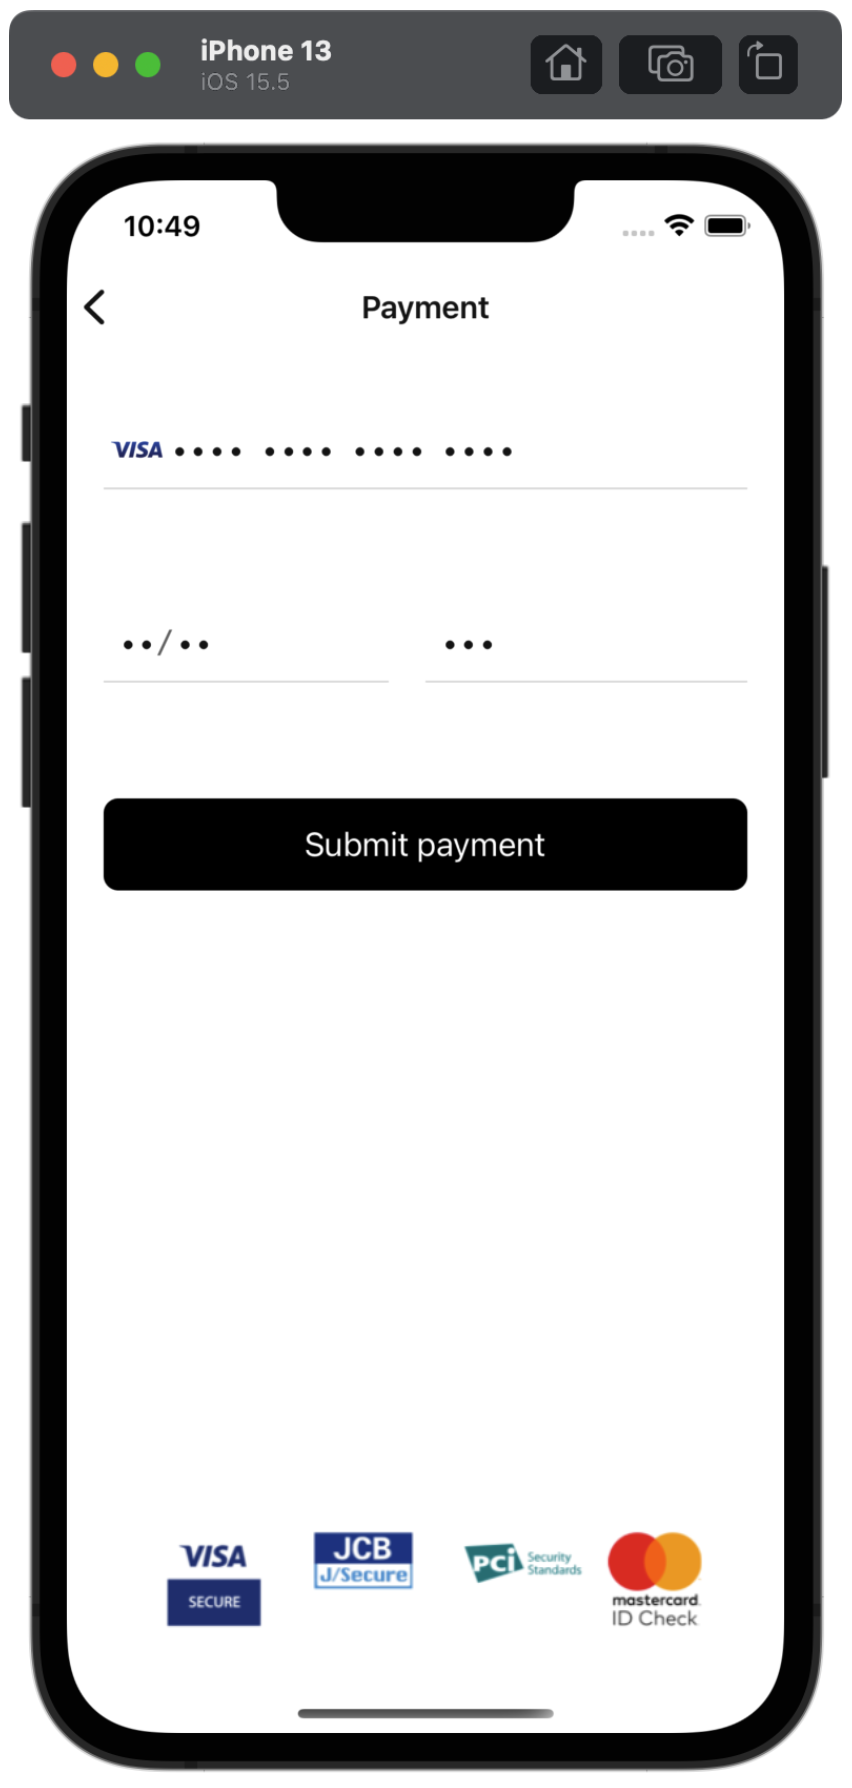 iPhone 13
iOS 15.5
10:49
Payment
VISA •••• •••• •••• ••••
••/•• •••
Submit payment
VISA
SECURE
JCB
J/Secure
PCi Security
Standards
mastercard.
ID Check